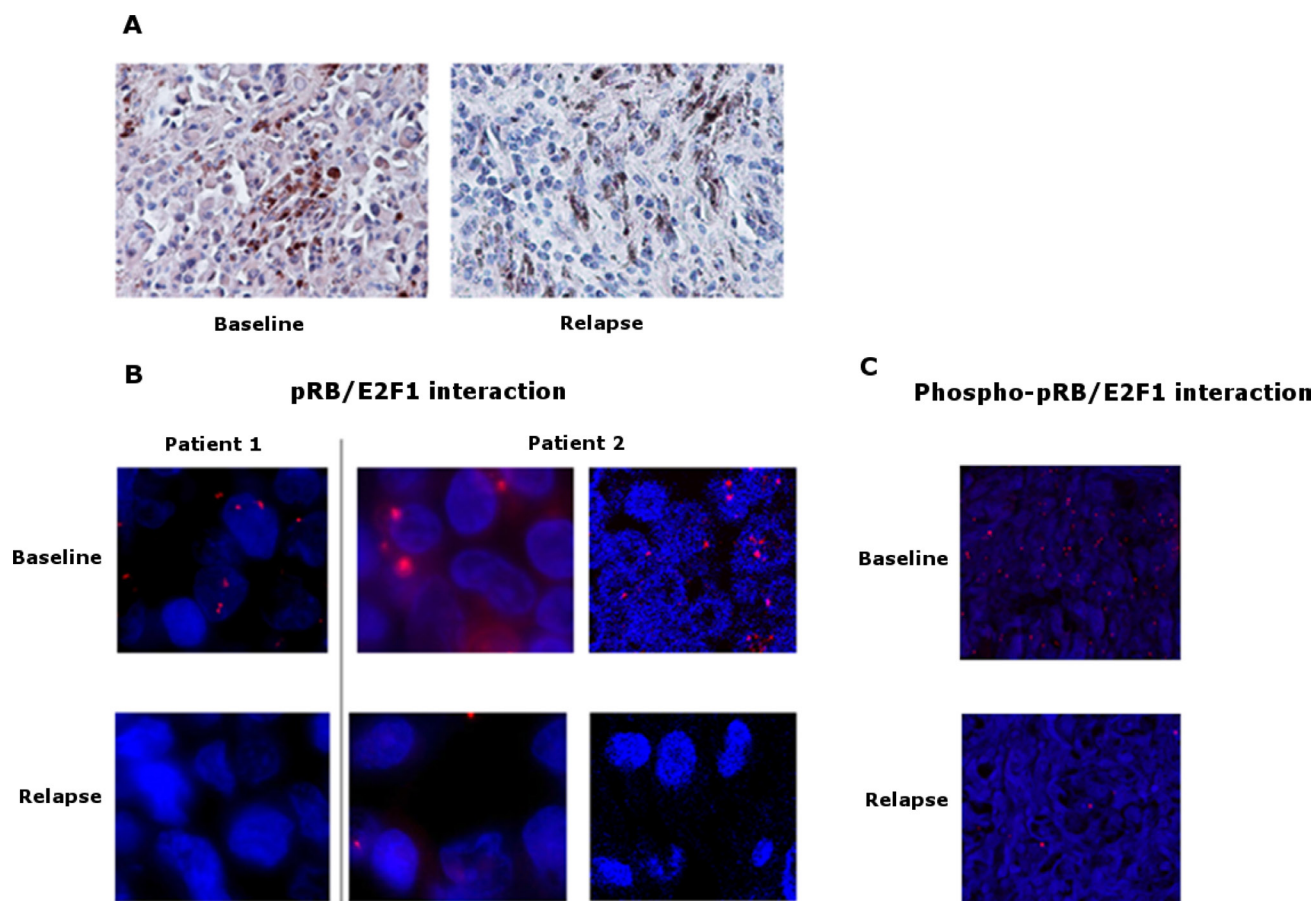 A
Baseline
Relapse
B
pRB/E2F1 interaction
Patient 1
Patient 2
Baseline
Relapse
C
Phospho-pRB/E2F1 interaction
Baseline
Relapse